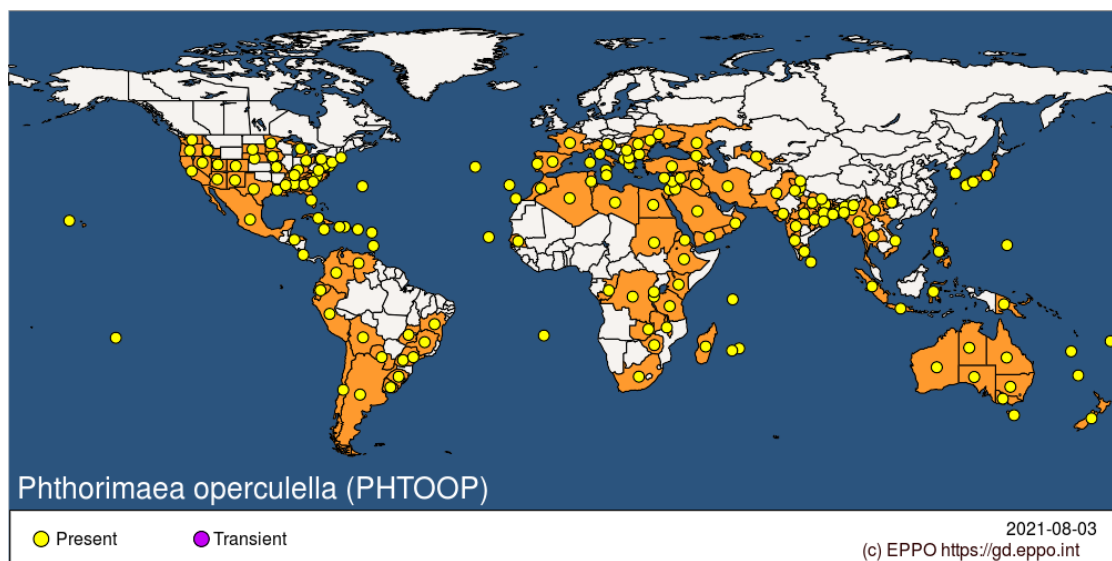 Phthorimaea operculella (PHTOOP)
Present
Transient
2021-08-03
(c) EPPO https://gd.eppo.int